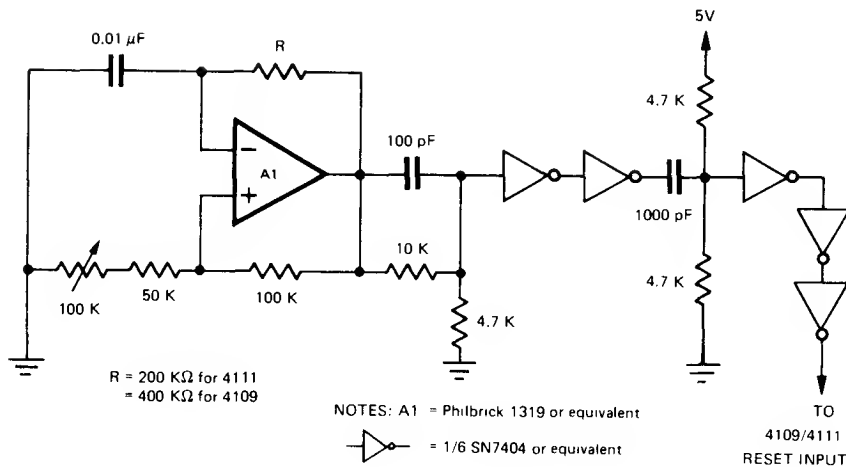 0.01 μF
R
5V
4.7 K
100 pF
−
A1
+
1000 pF
10 K
4.7 K
100 K
50 K
100 K
4.7 K
R = 200 KΩ for 4111
= 400 KΩ for 4109
NOTES: A1 = Philbrick 1319 or equivalent
= 1/6 SN7404 or equivalent
TO
4109/4111
RESET INPUT